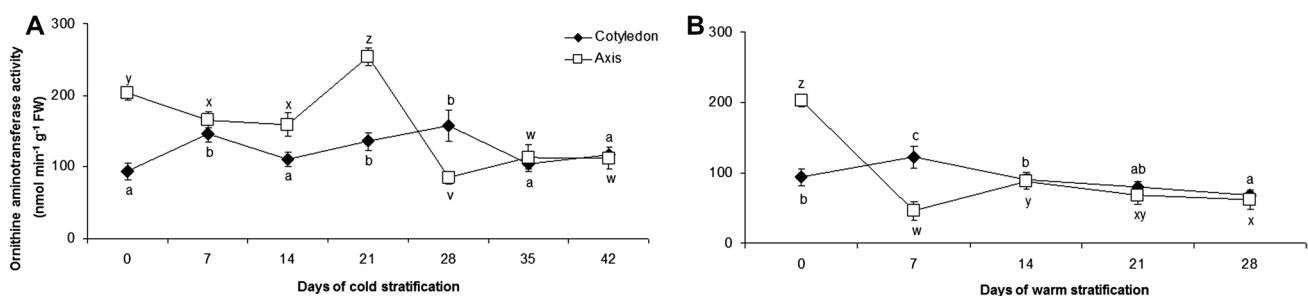 A
Ornithine aminotransferase activity
(nmol min⁻¹ g⁻¹ FW)
300
200
100
0
y
x
x
z
b
w
a
a
b
a
b
v
a
w
Cotyledon
Axis
0 7 14 21 28 35 42
Days of cold stratification
B
300
200
100
0
z
c
b
ab
a
b
w
y
xy
x
0 7 14 21 28
Days of warm stratification